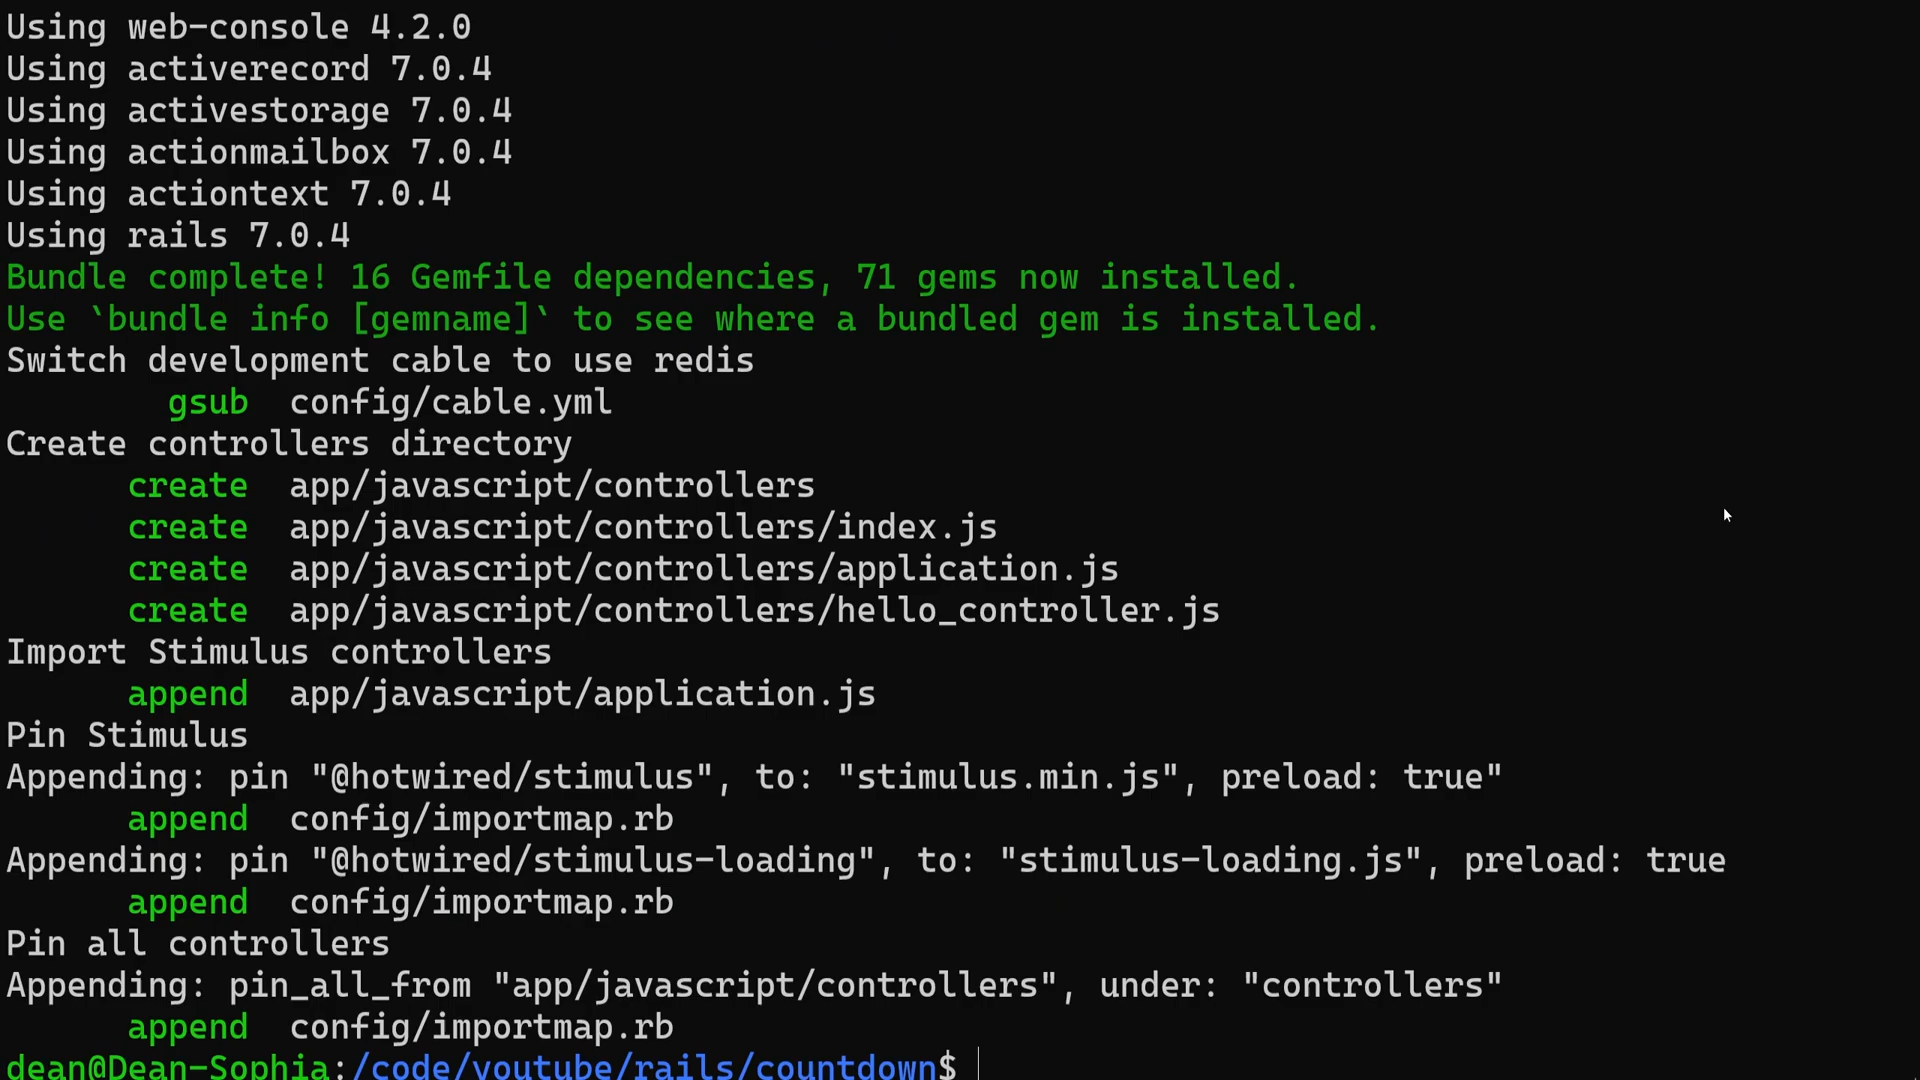 Using web-console 4.2.0
Using activerecord 7.0.4
Using activestorage 7.0.4
Using actionmailbox 7.0.4
Using actiontext 7.0.4
Using rails 7.0.4
Bundle complete! 16 Gemfile dependencies, 71 gems now installed.
Use `bundle info [gemname]` to see where a bundled gem is installed.
Switch development cable to use redis
gsub  config/cable.yml
Create controllers directory
create  app/javascript/controllers
create  app/javascript/controllers/index.js
create  app/javascript/controllers/application.js
create  app/javascript/controllers/hello_controller.js
Import Stimulus controllers
append  app/javascript/application.js
Pin Stimulus
Appending: pin "@hotwired/stimulus", to: "stimulus.min.js", preload: true"
append  config/importmap.rb
Appending: pin "@hotwired/stimulus-loading", to: "stimulus-loading.js", preload: true
append  config/importmap.rb
Pin all controllers
Appending: pin_all_from "app/javascript/controllers", under: "controllers"
append  config/importmap.rb
dean@Dean-Sophia:/code/youtube/rails/countdown$